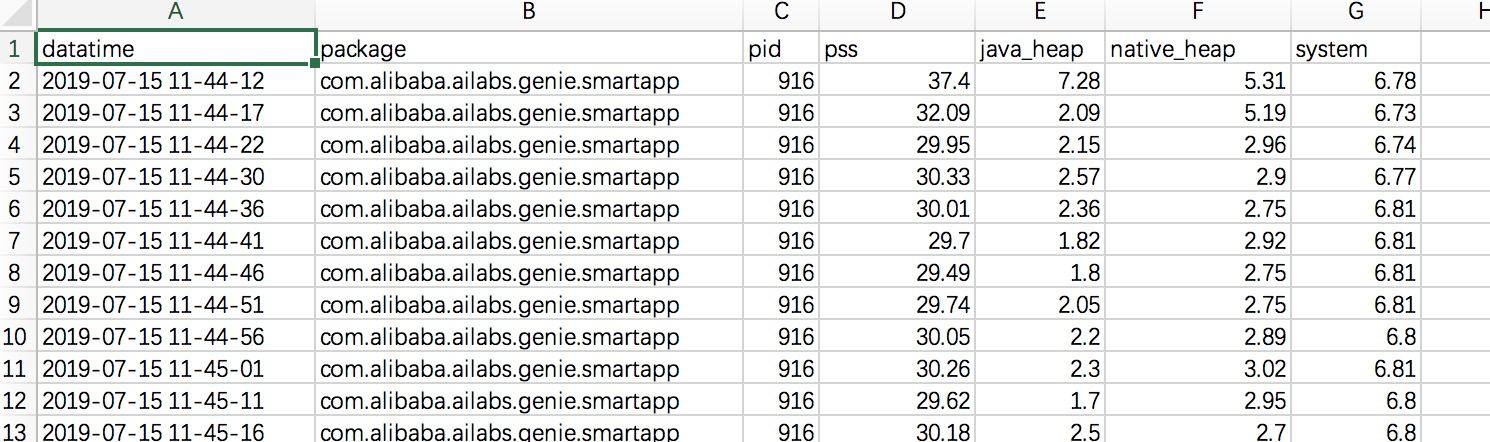 A B C D E F G H
1 datatime package pid pss java_heap native_heap system
2 2019-07-15 11-44-12 com.alibaba.ailabs.genie.smartapp 916 37.4 7.28 5.31 6.78
3 2019-07-15 11-44-17 com.alibaba.ailabs.genie.smartapp 916 32.09 2.09 5.19 6.73
4 2019-07-15 11-44-22 com.alibaba.ailabs.genie.smartapp 916 29.95 2.15 2.96 6.74
5 2019-07-15 11-44-30 com.alibaba.ailabs.genie.smartapp 916 30.33 2.57 2.9 6.77
6 2019-07-15 11-44-36 com.alibaba.ailabs.genie.smartapp 916 30.01 2.36 2.75 6.81
7 2019-07-15 11-44-41 com.alibaba.ailabs.genie.smartapp 916 29.7 1.82 2.92 6.81
8 2019-07-15 11-44-46 com.alibaba.ailabs.genie.smartapp 916 29.49 1.8 2.75 6.81
9 2019-07-15 11-44-51 com.alibaba.ailabs.genie.smartapp 916 29.74 2.05 2.75 6.81
10 2019-07-15 11-44-56 com.alibaba.ailabs.genie.smartapp 916 30.05 2.2 2.89 6.8
11 2019-07-15 11-45-01 com.alibaba.ailabs.genie.smartapp 916 30.26 2.3 3.02 6.81
12 2019-07-15 11-45-11 com.alibaba.ailabs.genie.smartapp 916 29.62 1.7 2.95 6.8
13 2019-07-15 11-45-16 com.alibaba.ailabs.genie.smartapp 916 30.18 2.5 2.7 6.8